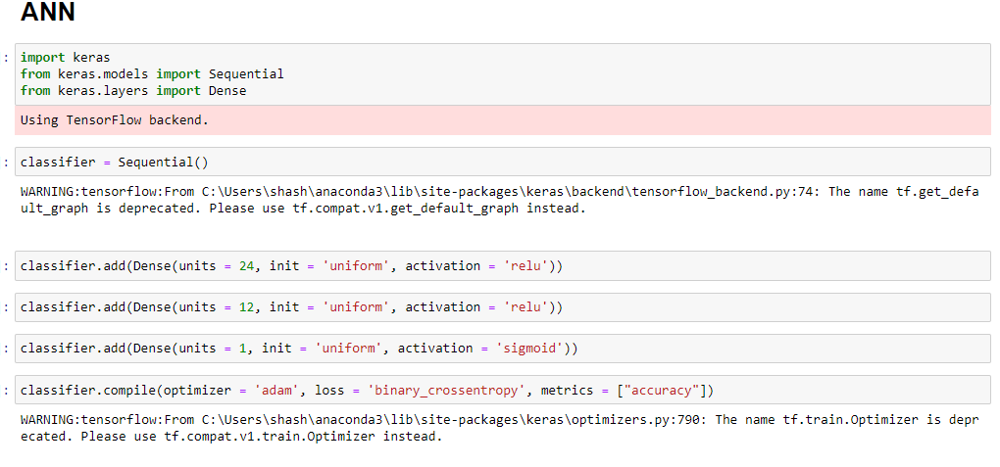 ANN
: import keras
from keras.models import Sequential
from keras.layers import Dense
Using TensorFlow backend.
: classifier = Sequential()
WARNING:tensorflow:From C:\Users\shash\anaconda3\lib\site-packages\keras\backend\tensorflow_backend.py:74: The name tf.get_defa
ult_graph is deprecated. Please use tf.compat.v1.get_default_graph instead.
: classifier.add(Dense(units = 24, init = 'uniform', activation = 'relu'))
: classifier.add(Dense(units = 12, init = 'uniform', activation = 'relu'))
: classifier.add(Dense(units = 1, init = 'uniform', activation = 'sigmoid'))
: classifier.compile(optimizer = 'adam', loss = 'binary_crossentropy', metrics = ["accuracy"])
WARNING:tensorflow:From C:\Users\shash\anaconda3\lib\site-packages\keras\optimizers.py:790: The name tf.train.Optimizer is depr
ecated. Please use tf.compat.v1.train.Optimizer instead.